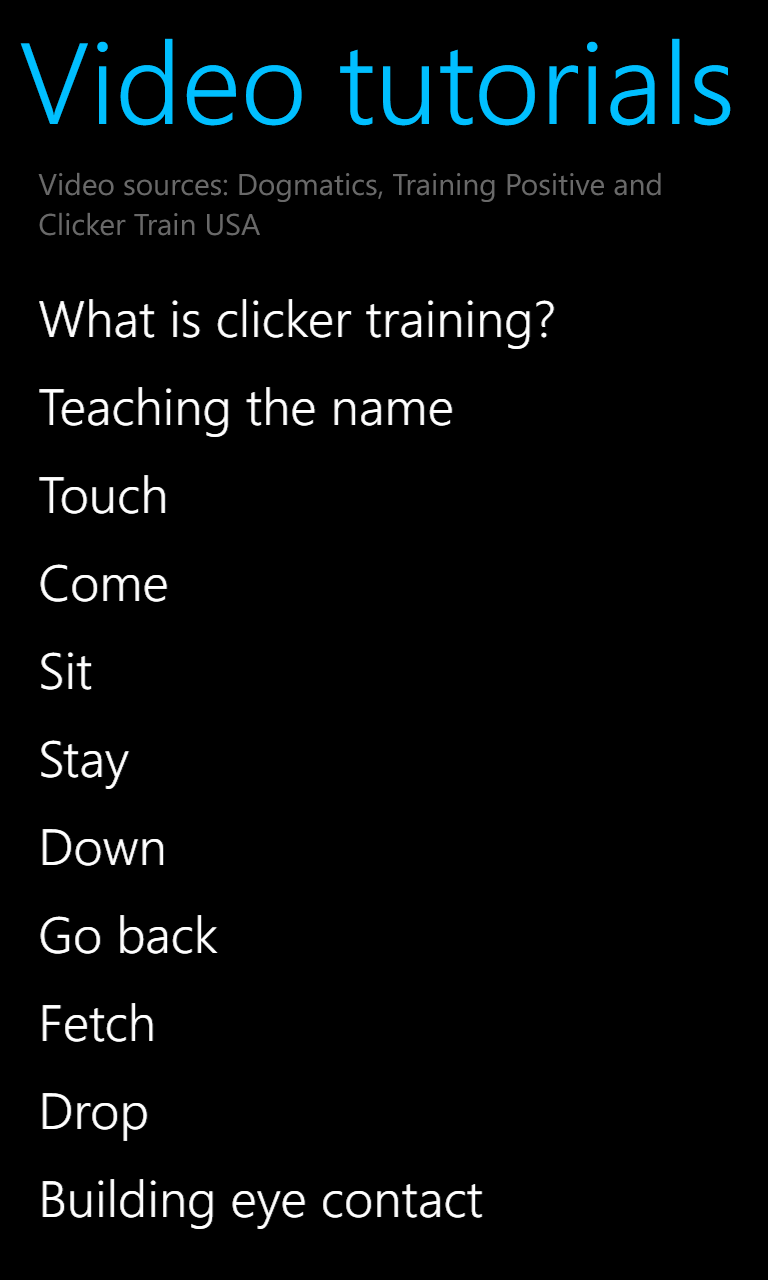 Video tutorials
Video sources: Dogmatics, Training Positive and
Clicker Train USA
What is clicker training?
Teaching the name
Touch
Come
Sit
Stay
Down
Go back
Fetch
Drop
Building eye contact